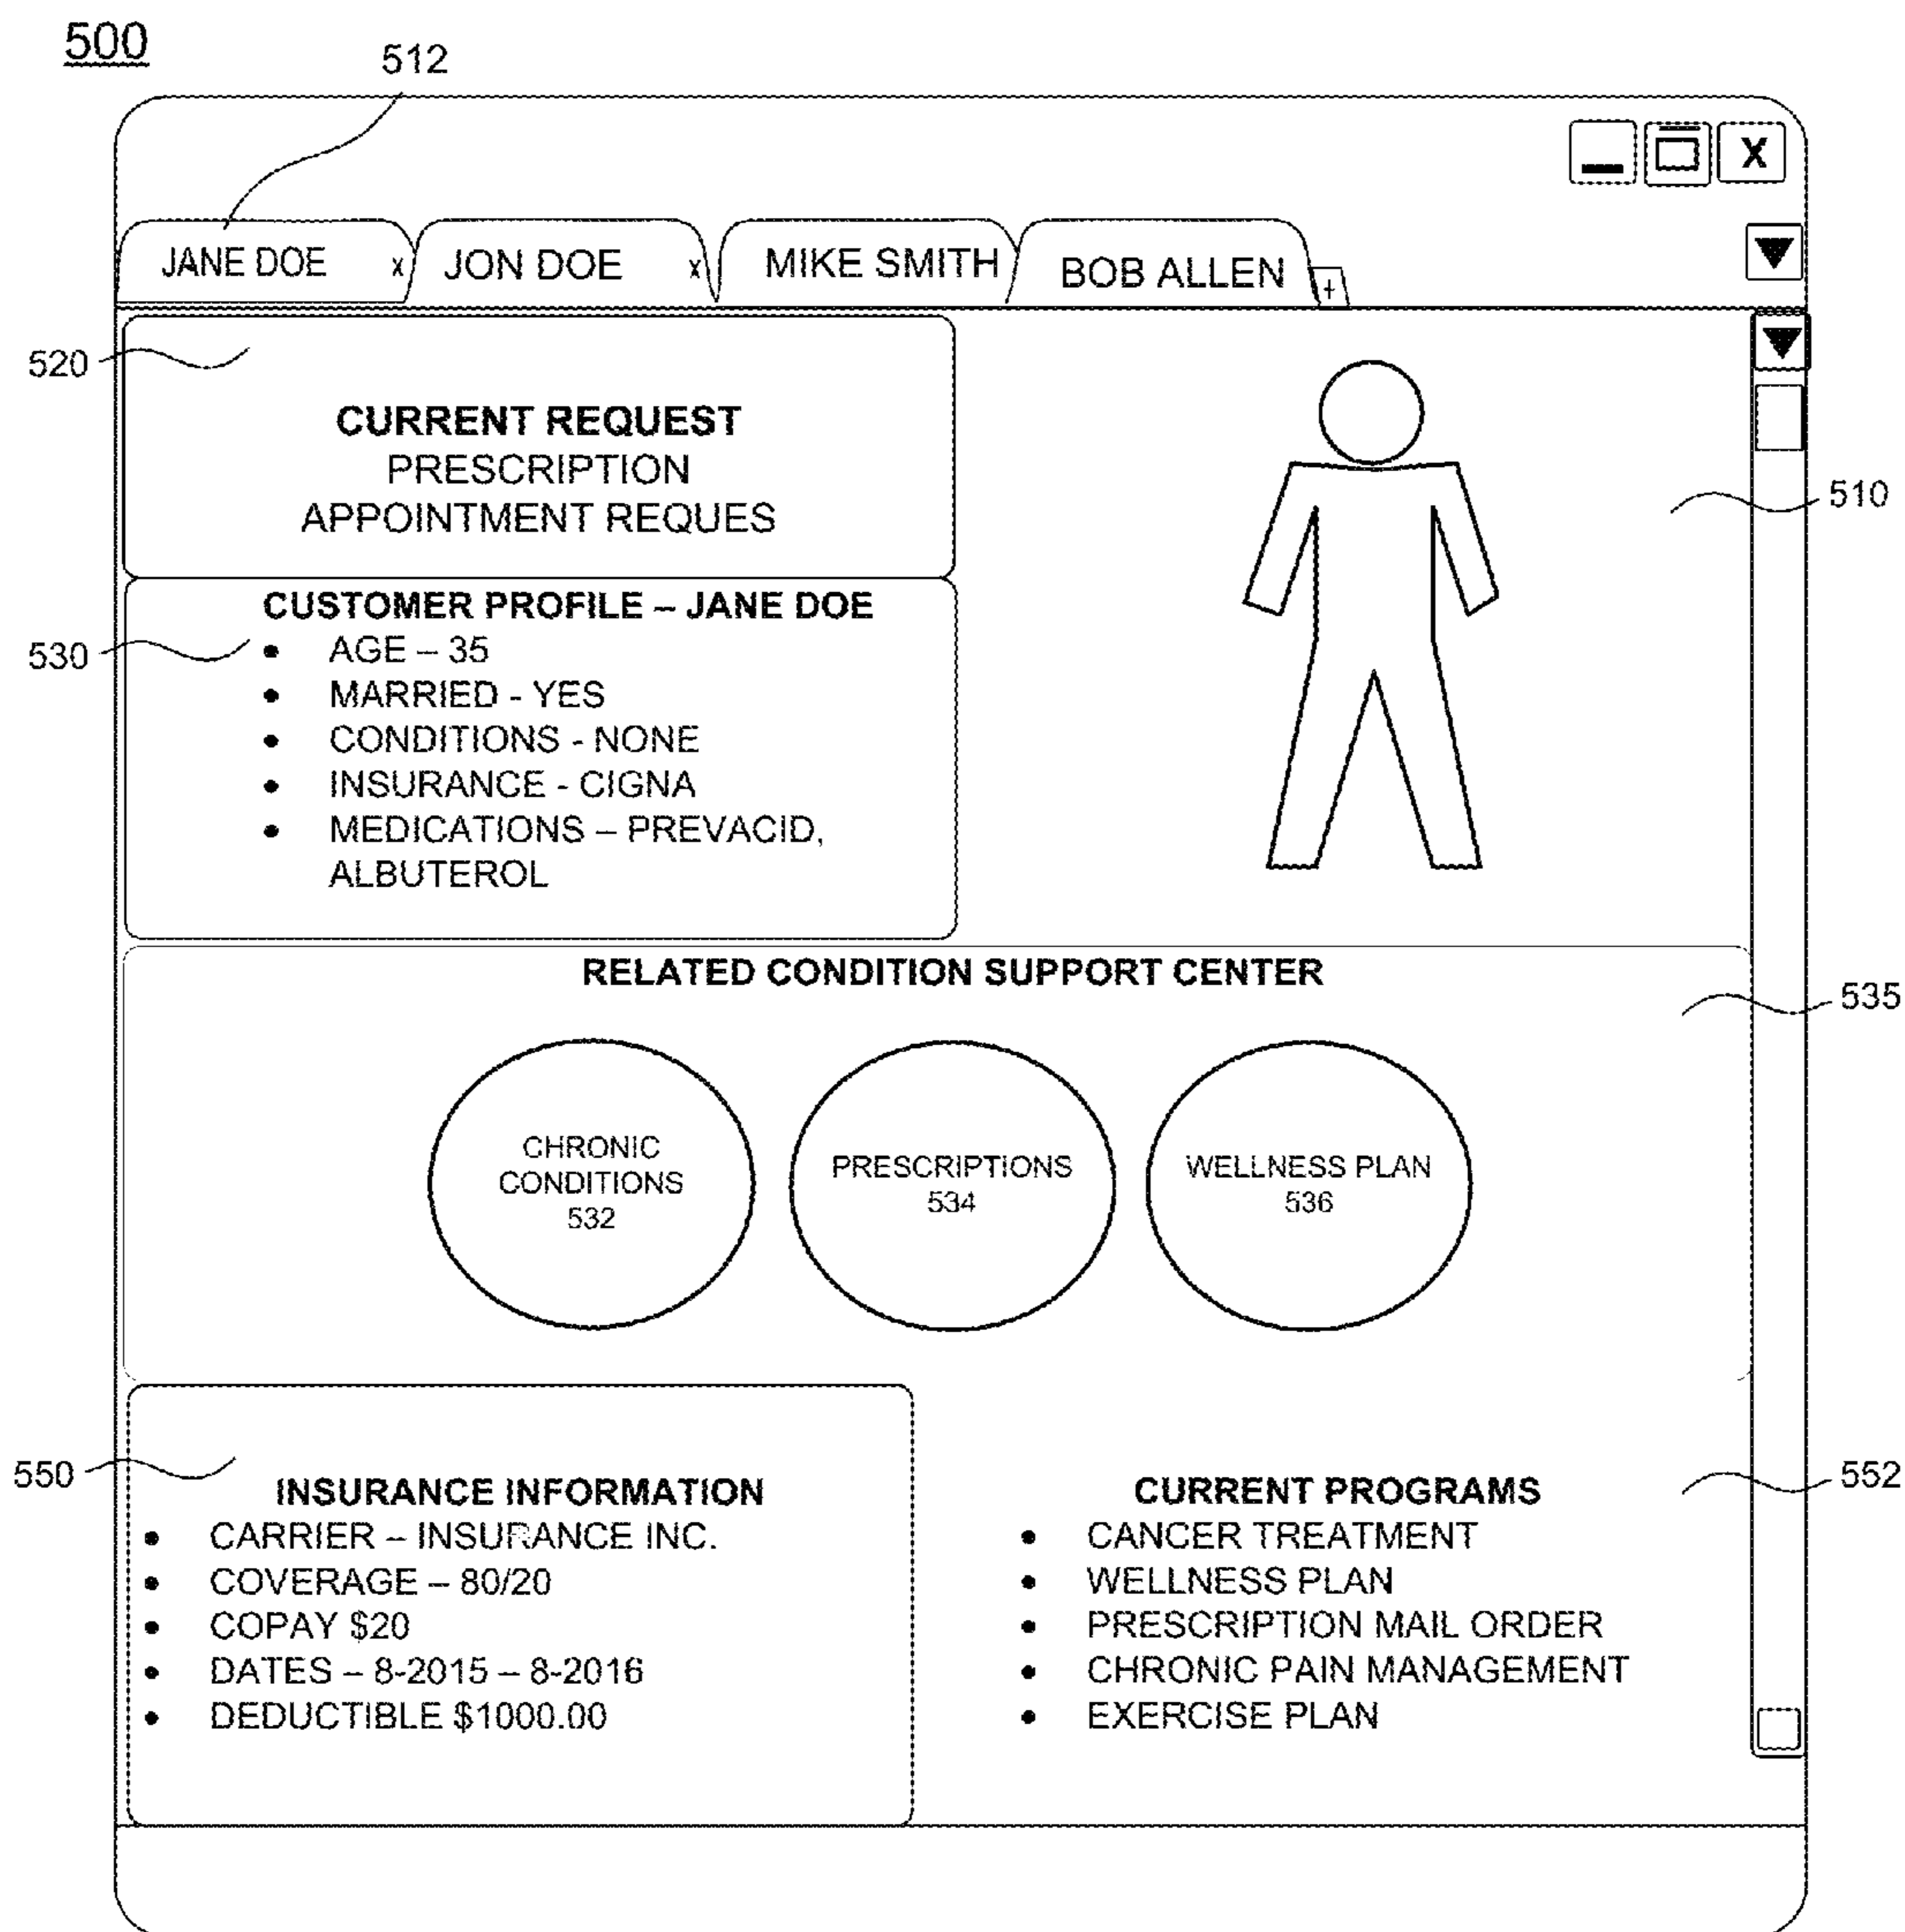 500
512
X
JANE DOE x JON DOE x MIKE SMITH BOB ALLEN +
520
CURRENT REQUEST
PRESCRIPTION
APPOINTMENT REQUES
510
CUSTOMER PROFILE – JANE DOE
530
• AGE – 35
• MARRIED - YES
• CONDITIONS - NONE
• INSURANCE - CIGNA
• MEDICATIONS – PREVACID,
ALBUTEROL
RELATED CONDITION SUPPORT CENTER
535
CHRONIC
CONDITIONS
532
PRESCRIPTIONS
534
WELLNESS PLAN
536
550
INSURANCE INFORMATION
• CARRIER – INSURANCE INC.
• COVERAGE – 80/20
• COPAY $20
• DATES – 8-2015 – 8-2016
• DEDUCTIBLE $1000.00
552
CURRENT PROGRAMS
• CANCER TREATMENT
• WELLNESS PLAN
• PRESCRIPTION MAIL ORDER
• CHRONIC PAIN MANAGEMENT
• EXERCISE PLAN